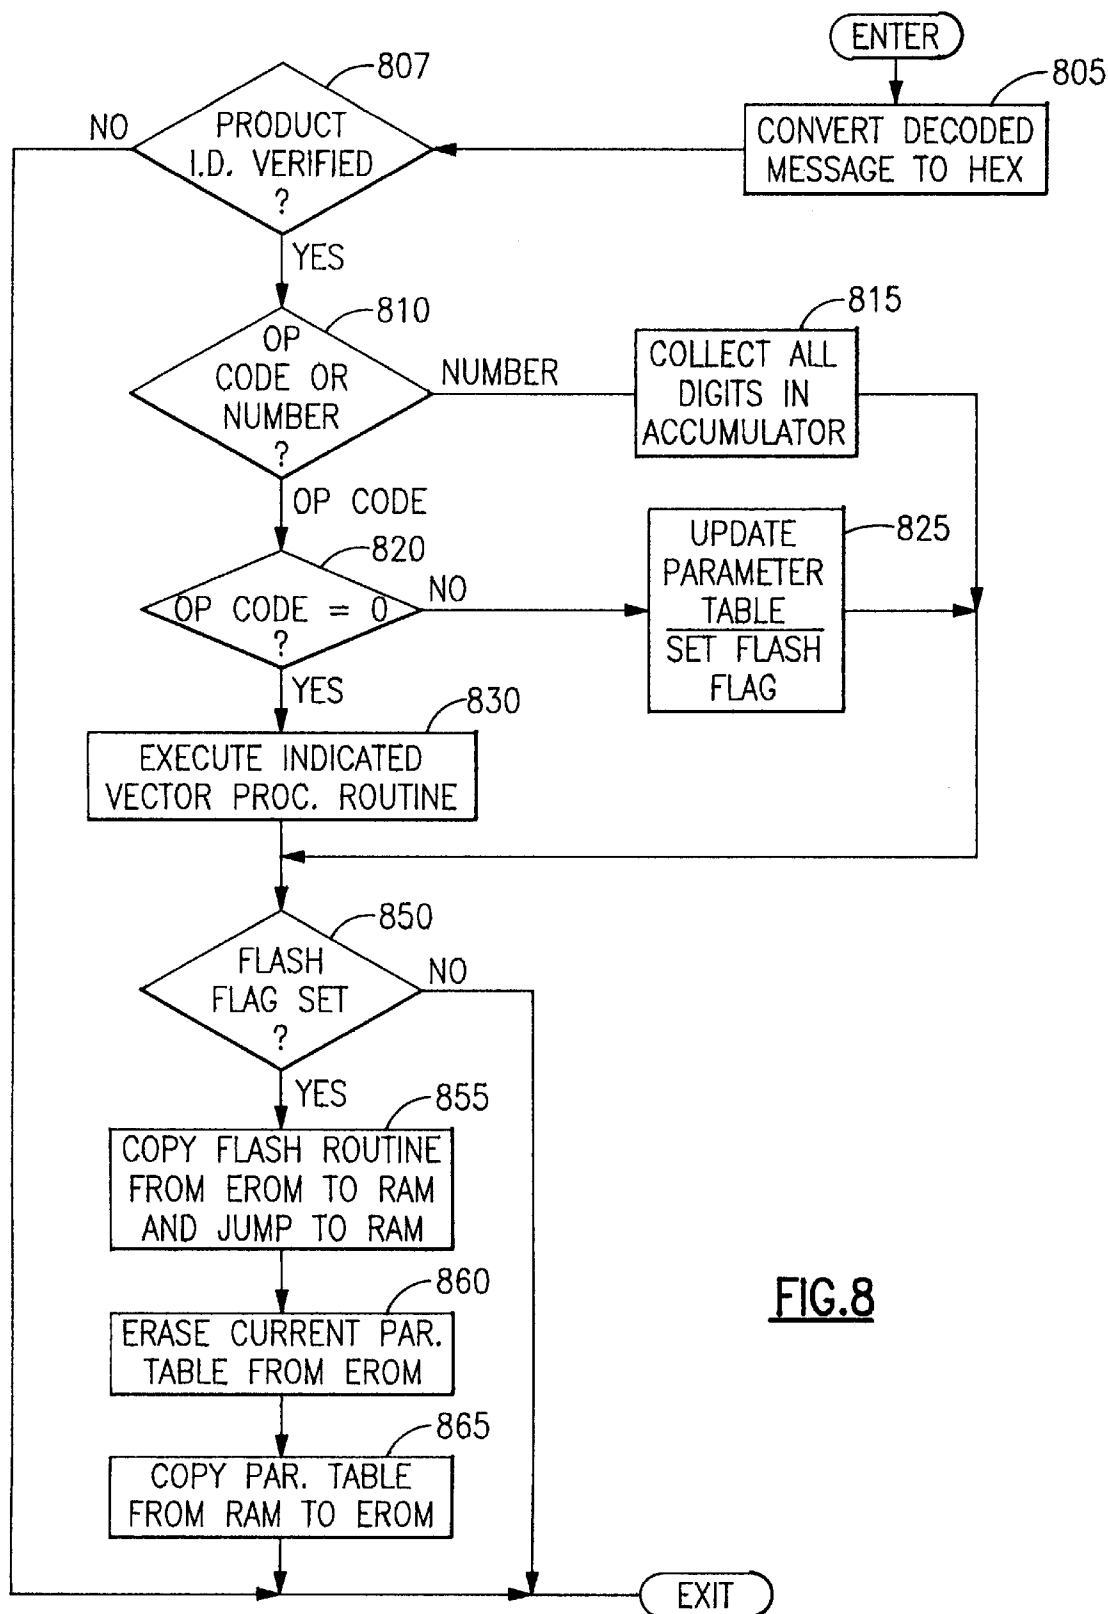 ENTER
805
CONVERT DECODED
MESSAGE TO HEX
807
NO
PRODUCT
I.D. VERIFIED
?
YES
810
OP
CODE OR
NUMBER
?
NUMBER
815
COLLECT ALL
DIGITS IN
ACCUMULATOR
OP CODE
820
OP CODE = 0
?
NO
825
UPDATE
PARAMETER
TABLE
SET FLASH
FLAG
YES
830
EXECUTE INDICATED
VECTOR PROC. ROUTINE
850
FLASH
FLAG SET
?
NO
YES
855
COPY FLASH ROUTINE
FROM EROM TO RAM
AND JUMP TO RAM
860
ERASE CURRENT PAR.
TABLE FROM EROM
865
COPY PAR. TABLE
FROM RAM TO EROM
EXIT
FIG.8